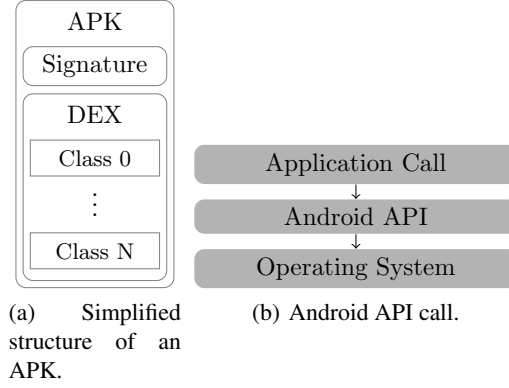 APK
Signature
DEX
Class 0
⋮
Class N
(a) Simplified
structure of an
APK.
Application Call
↓
Android API
↓
Operating System
(b) Android API call.